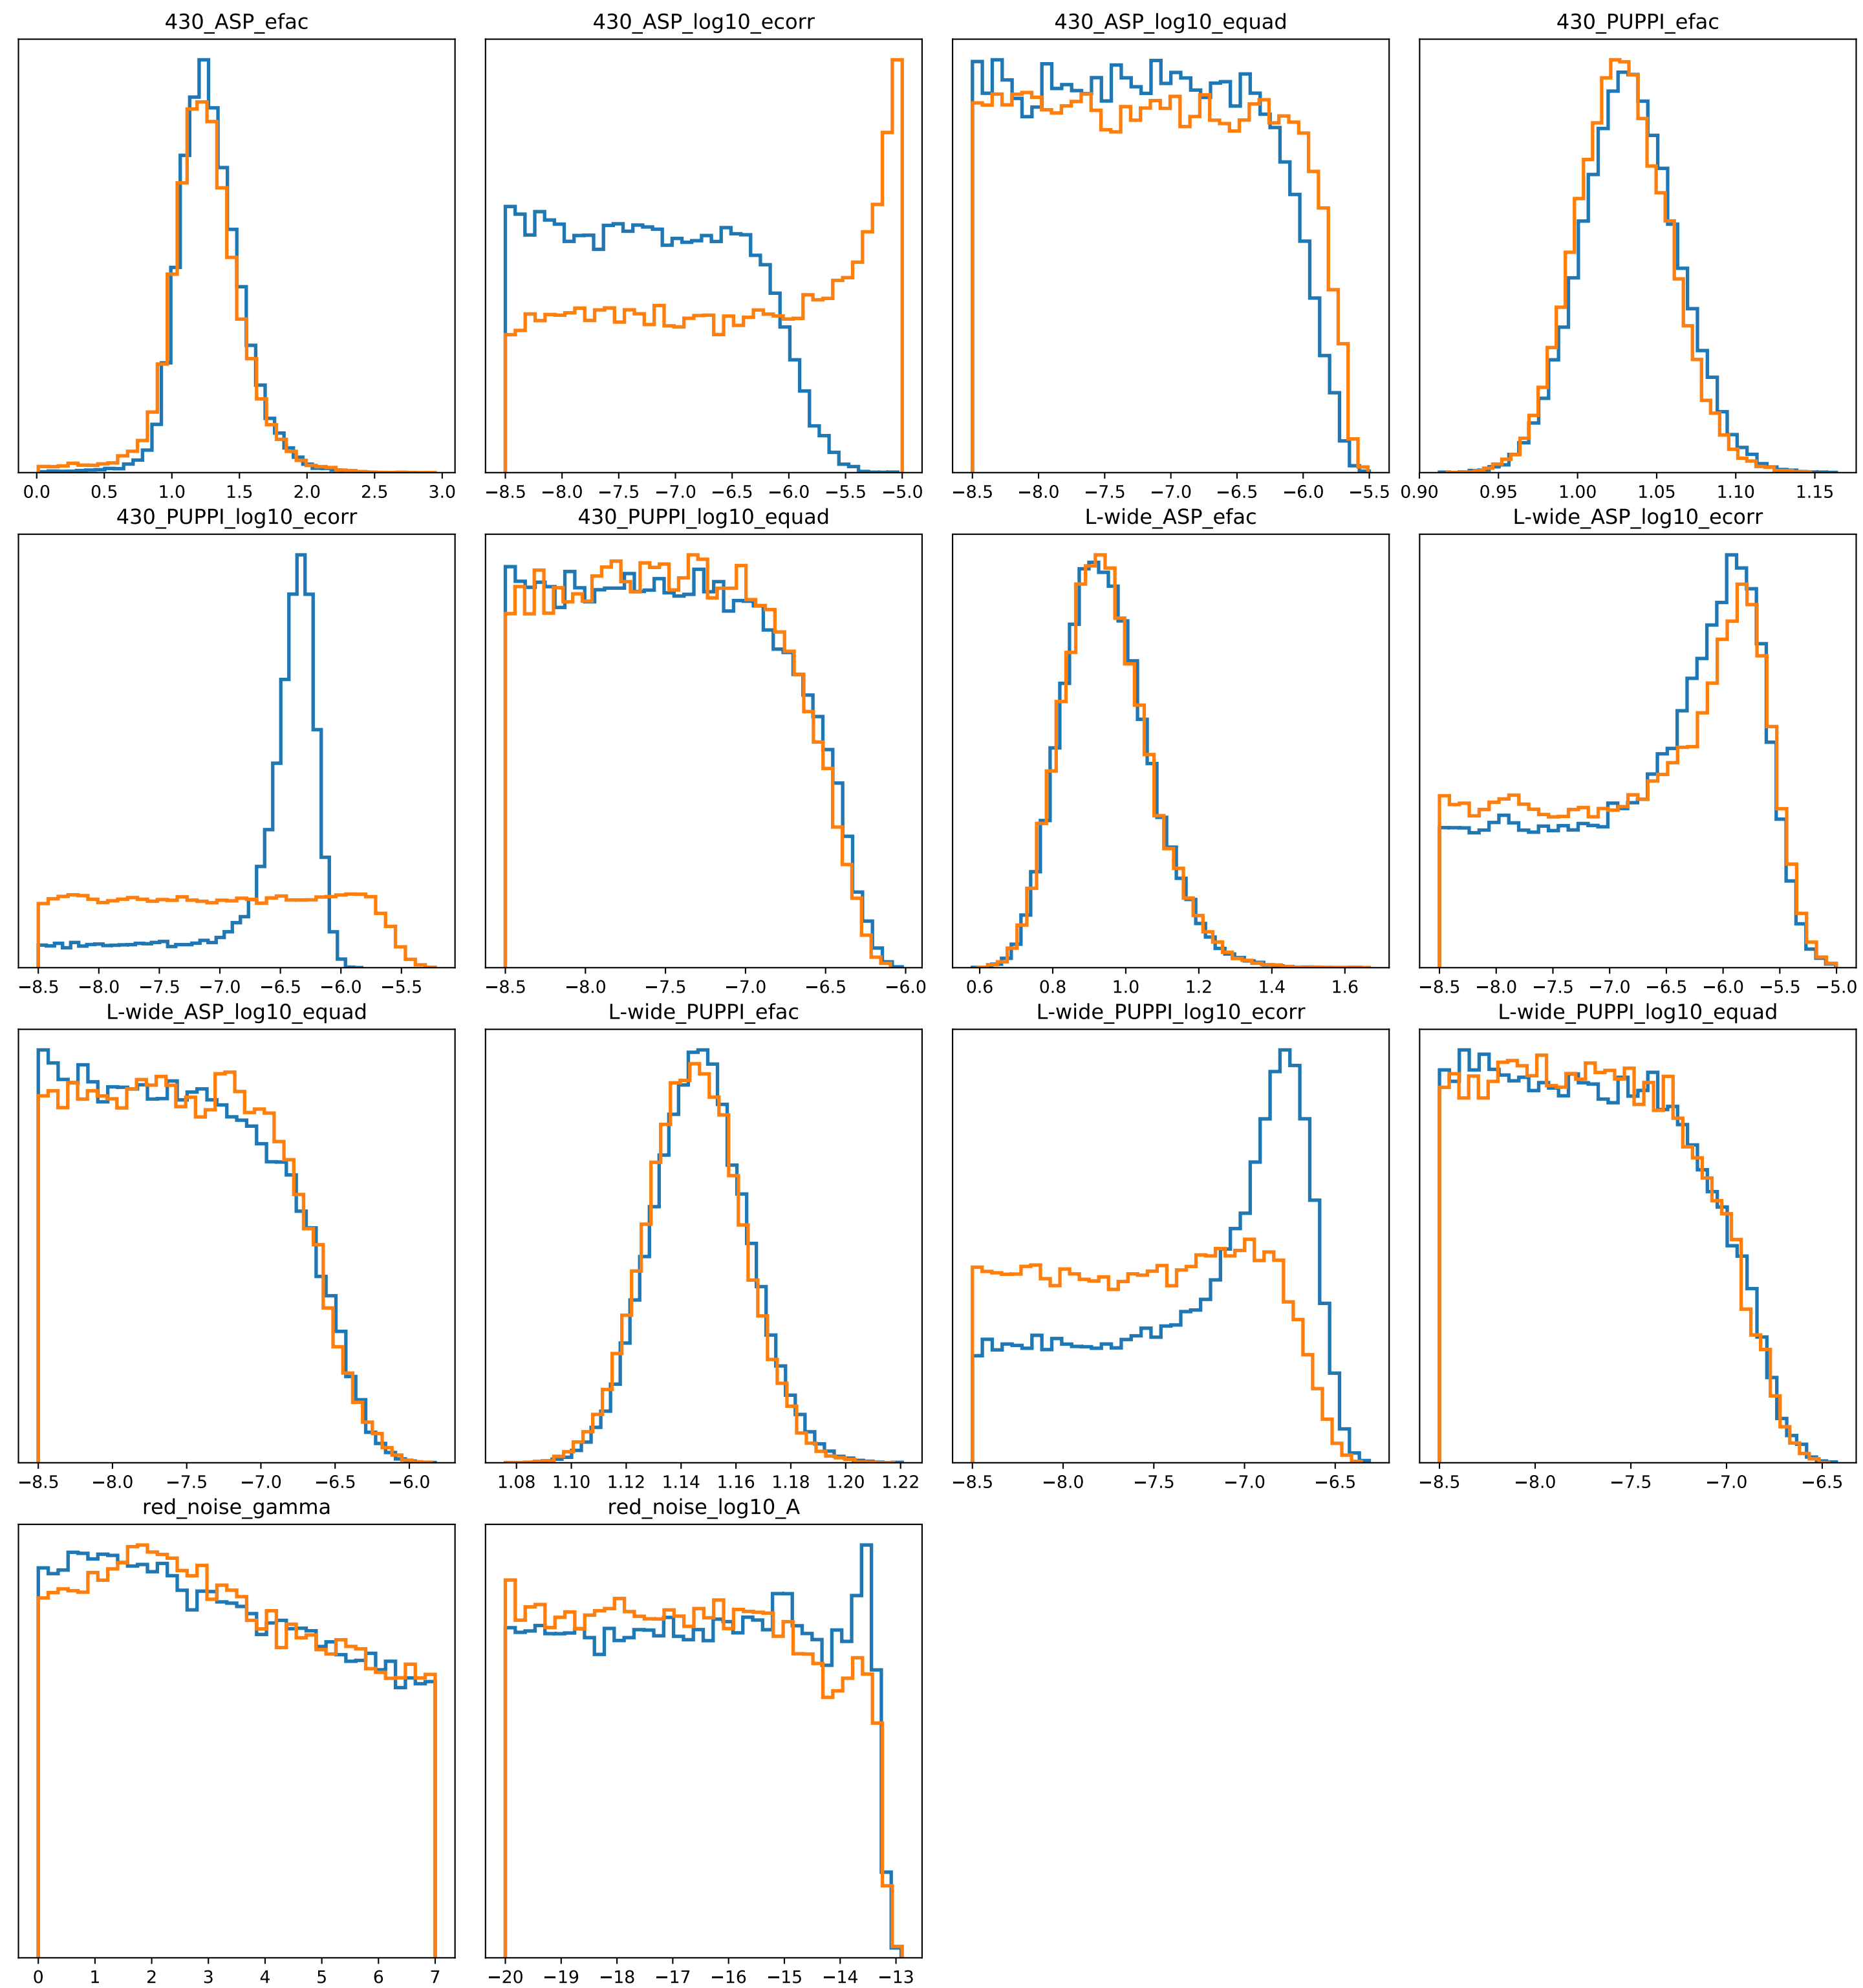 430_ASP_efac 430_ASP_log10_ecorr 430_ASP_log10_equad 430_PUPPI_efac
0.0 0.5 1.0 1.5 2.0 2.5 3.0 −8.5 −8.0 −7.5 −7.0 −6.5 −6.0 −5.5 −5.0 −8.5 −8.0 −7.5 −7.0 −6.5 −6.0 −5.5 0.90 0.95 1.00 1.05 1.10 1.15
430_PUPPI_log10_ecorr 430_PUPPI_log10_equad L-wide_ASP_efac L-wide_ASP_log10_ecorr
−8.5 −8.0 −7.5 −7.0 −6.5 −6.0 −5.5 −8.5 −8.0 −7.5 −7.0 −6.5 −6.0 0.6 0.8 1.0 1.2 1.4 1.6 −8.5 −8.0 −7.5 −7.0 −6.5 −6.0 −5.5 −5.0
L-wide_ASP_log10_equad L-wide_PUPPI_efac L-wide_PUPPI_log10_ecorr L-wide_PUPPI_log10_equad
−8.5 −8.0 −7.5 −7.0 −6.5 −6.0 1.08 1.10 1.12 1.14 1.16 1.18 1.20 1.22 −8.5 −8.0 −7.5 −7.0 −6.5 −8.5 −8.0 −7.5 −7.0 −6.5
red_noise_gamma red_noise_log10_A
0 1 2 3 4 5 6 7 −20 −19 −18 −17 −16 −15 −14 −13